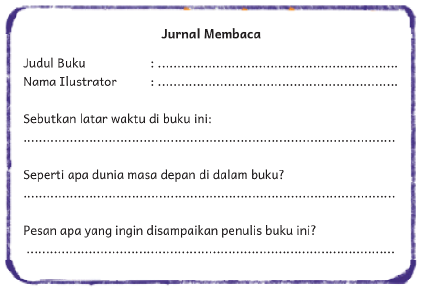 Jurnal Membaca
Judul Buku : ................................................................
Nama Ilustrator : ................................................................
Sebutkan latar waktu di buku ini:
................................................................................................
Seperti apa dunia masa depan di dalam buku?
................................................................................................
Pesan apa yang ingin disampaikan penulis buku ini?
................................................................................................